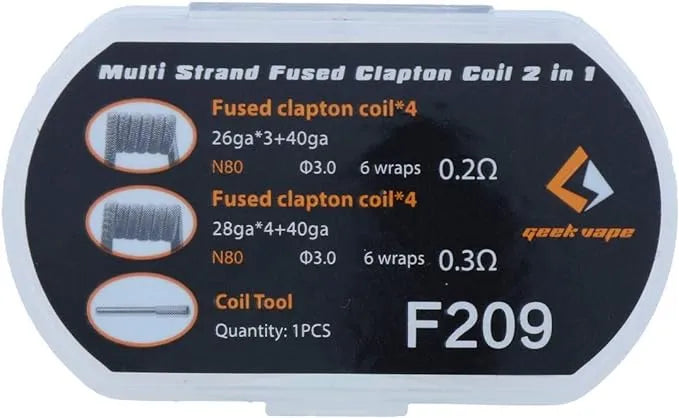 Multi Strand Fused Clapton Coil 2 in 1
Fused clapton coil*4
26ga*3+40ga
N80 Φ3.0 6 wraps 0.2Ω
Fused clapton coil*4
28ga*4+40ga
N80 Φ3.0 6 wraps 0.3Ω
geek vape
Coil Tool
Quantity: 1PCS
F209